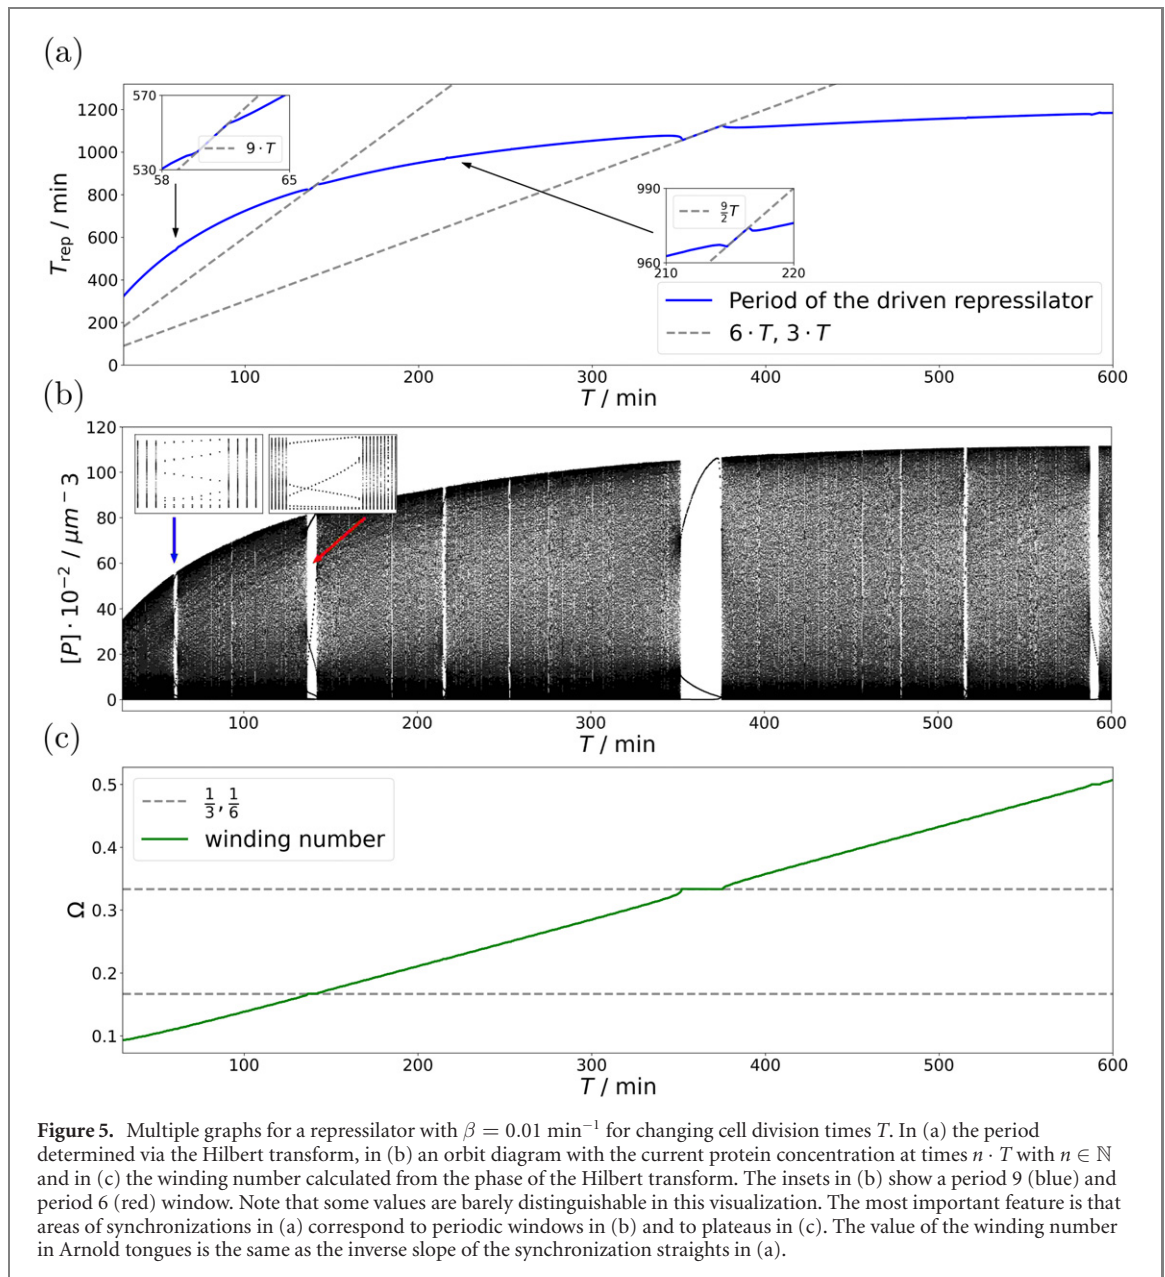 (a)
1200
1000
800
600
400
200
0
T_rep / min
570
530
58
65
9 · T
990
960
210
220
9/2 T
Period of the driven repressilator
6 · T, 3 · T
100
200
300
400
500
600
T / min
(b)
120
100
80
60
40
20
0
[P] · 10⁻² / μm − 3
100
200
300
400
500
600
T / min
(c)
0.5
0.4
0.3
0.2
0.1
Ω
1/3, 1/6
winding number
100
200
300
400
500
600
T / min
Figure 5. Multiple graphs for a repressilator with β = 0.01 min⁻¹ for changing cell division times T. In (a) the period
determined via the Hilbert transform, in (b) an orbit diagram with the current protein concentration at times n · T with n ∈ ℕ
and in (c) the winding number calculated from the phase of the Hilbert transform. The insets in (b) show a period 9 (blue) and
period 6 (red) window. Note that some values are barely distinguishable in this visualization. The most important feature is that
areas of synchronizations in (a) correspond to periodic windows in (b) and to plateaus in (c). The value of the winding number
in Arnold tongues is the same as the inverse slope of the synchronization straights in (a).